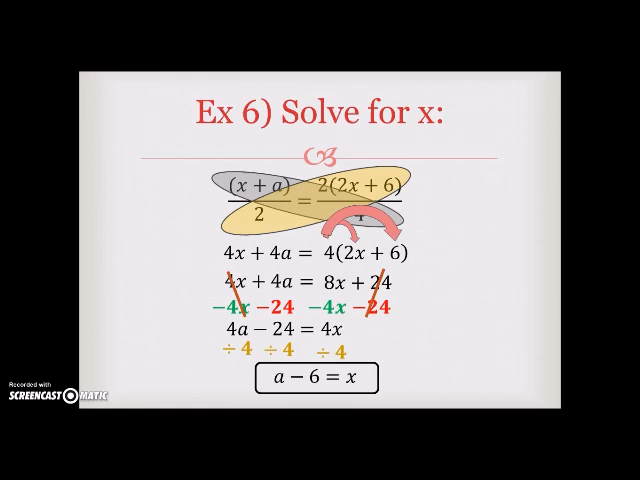 Ex 6) Solve for x:
(x + a)/2 = 2(2x + 6)/4
4x + 4a = 4(2x + 6)
4x + 4a = 8x + 24
−4x −24 −4x −24
4a − 24 = 4x
÷ 4 ÷ 4 ÷ 4
a − 6 = x
Recorded with
SCREENCAST MATIC